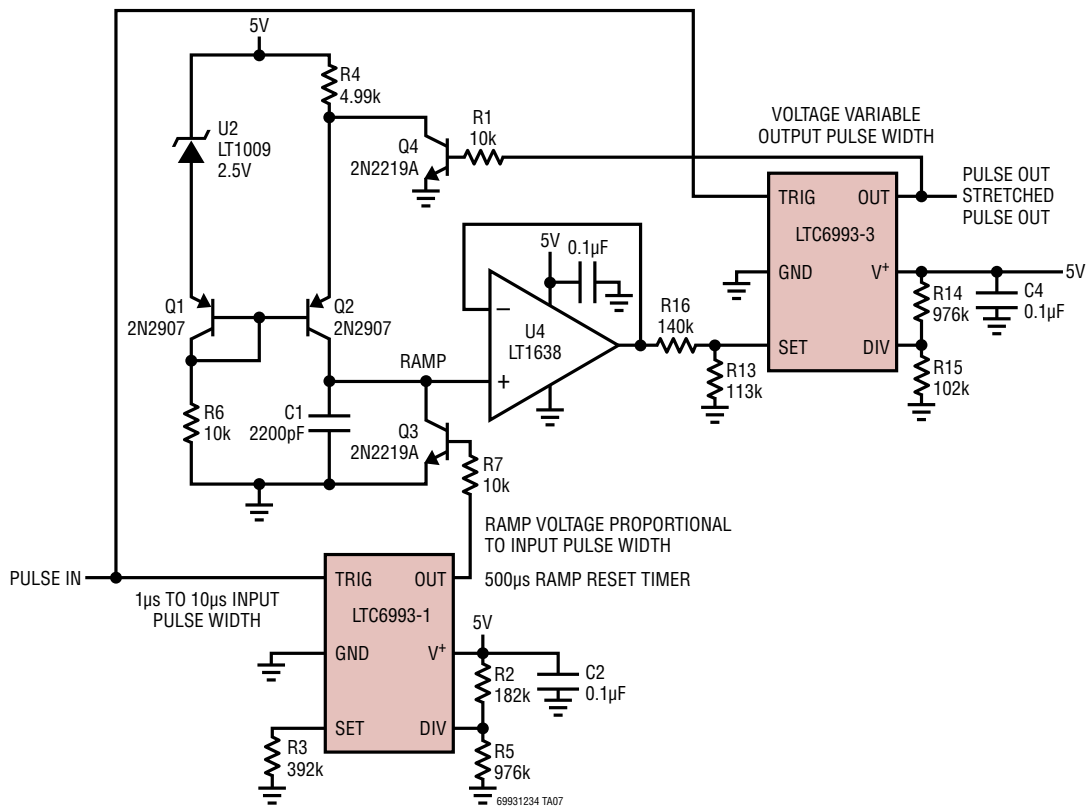 5V
R4
4.99k
U2
LT1009
2.5V
Q4
2N2219A
R1
10k
VOLTAGE VARIABLE
OUTPUT PULSE WIDTH
TRIG
OUT
LTC6993-3
GND
V+
SET
DIV
PULSE OUT
STRETCHED
PULSE OUT
5V
R14
976k
C4
0.1µF
R15
102k
Q1
2N2907
Q2
2N2907
5V
0.1µF
–
+
U4
LT1638
R16
140k
R13
113k
RAMP
R6
10k
C1
2200pF
Q3
2N2219A
R7
10k
RAMP VOLTAGE PROPORTIONAL
TO INPUT PULSE WIDTH
500µs RAMP RESET TIMER
PULSE IN
1µs TO 10µs INPUT
PULSE WIDTH
TRIG
OUT
LTC6993-1
GND
V+
SET
DIV
5V
R2
182k
C2
0.1µF
R3
392k
R5
976k
69931234 TA07